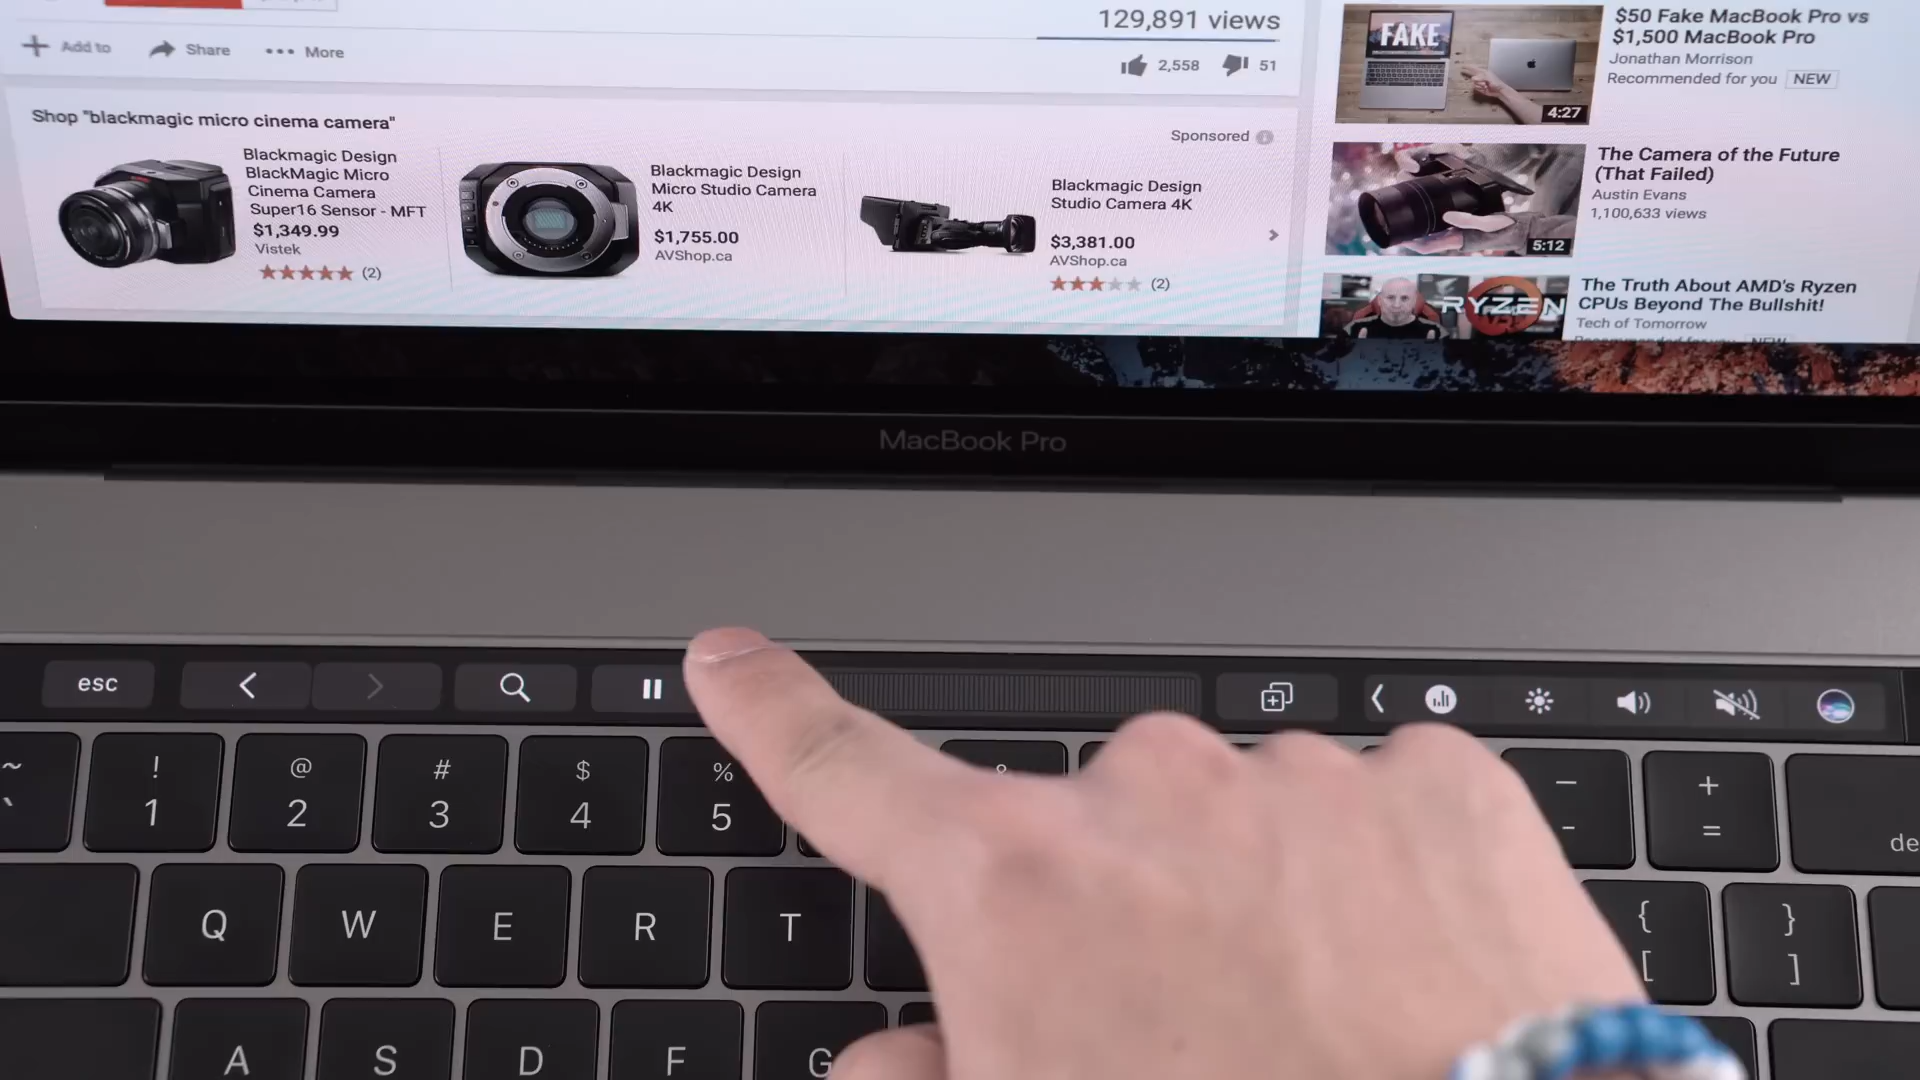 129,891 views
Add to
Share
More
2,558
51
Shop "blackmagic micro cinema camera"
Sponsored
Blackmagic Design
BlackMagic Micro
Cinema Camera
Super16 Sensor - MFT
$1,349.99
Vistek
(2)
Blackmagic Design
Micro Studio Camera
4K
$1,755.00
AVShop.ca
Blackmagic Design
Studio Camera 4K
$3,381.00
AVShop.ca
(2)
FAKE
4:27
$50 Fake MacBook Pro vs
$1,500 MacBook Pro
Jonathan Morrison
Recommended for you NEW
5:12
The Camera of the Future
(That Failed)
Austin Evans
1,100,633 views
RYZEN
The Truth About AMD's Ryzen
CPUs Beyond The Bullshit!
Tech of Tomorrow
MacBook Pro
esc
~ ! @ # $ % & — +
` 1 2 3 4 5 - =
de
Q W E R T { }
[ ]
A S D F G